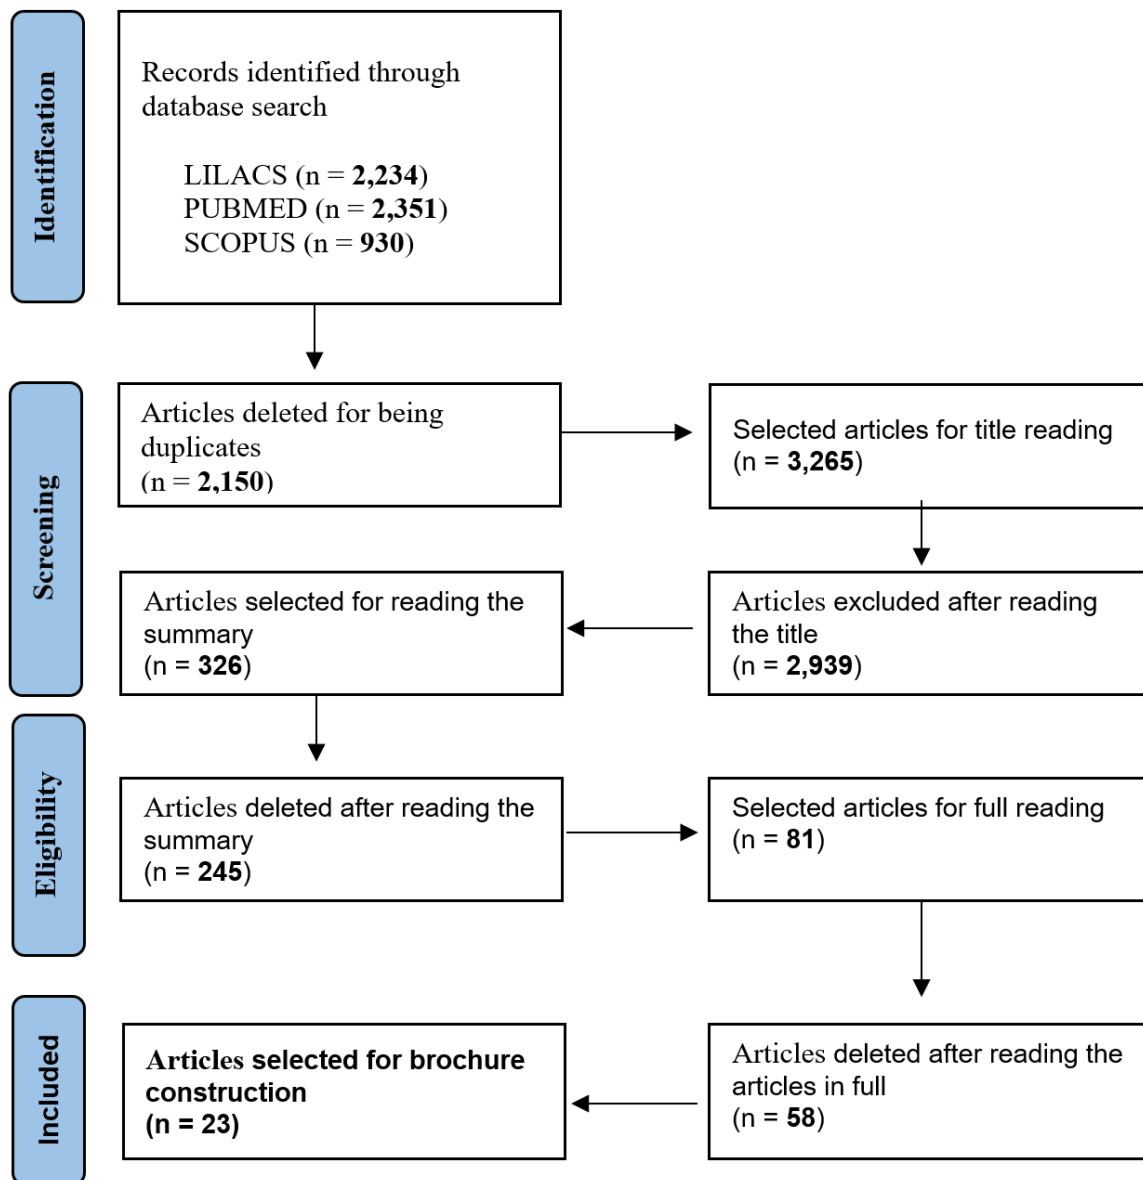 Identification
Records identified through
database search
LILACS (n = 2,234)
PUBMED (n = 2,351)
SCOPUS (n = 930)
Screening
Articles deleted for being
duplicates
(n = 2,150)
Selected articles for title reading
(n = 3,265)
Articles excluded after reading
the title
(n = 2,939)
Articles selected for reading the
summary
(n = 326)
Eligibility
Articles deleted after reading the
summary
(n = 245)
Selected articles for full reading
(n = 81)
Included
Articles deleted after reading the
articles in full
(n = 58)
Articles selected for brochure
construction
(n = 23)